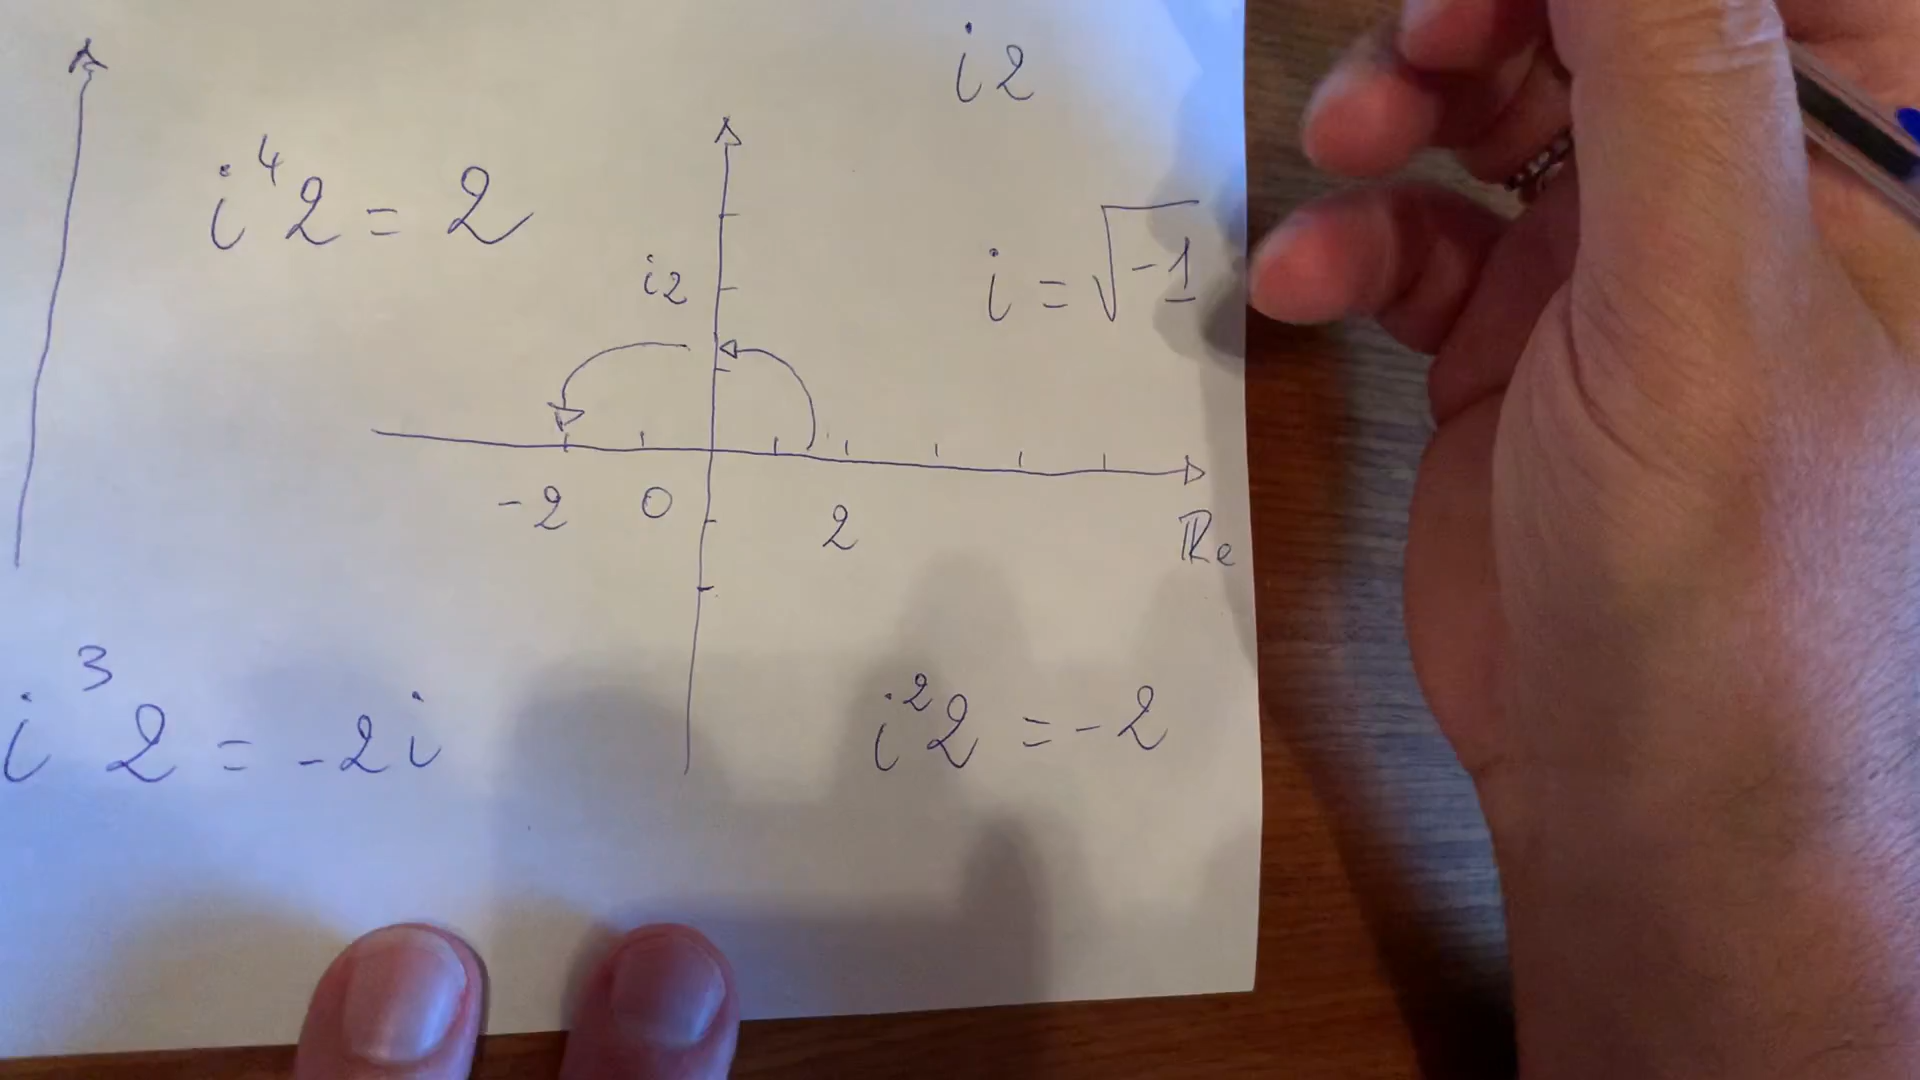 i2
i⁴2 = 2
i2
i = √-1
-2 0 2
Re
i³2 = -2i
i²2 = -2